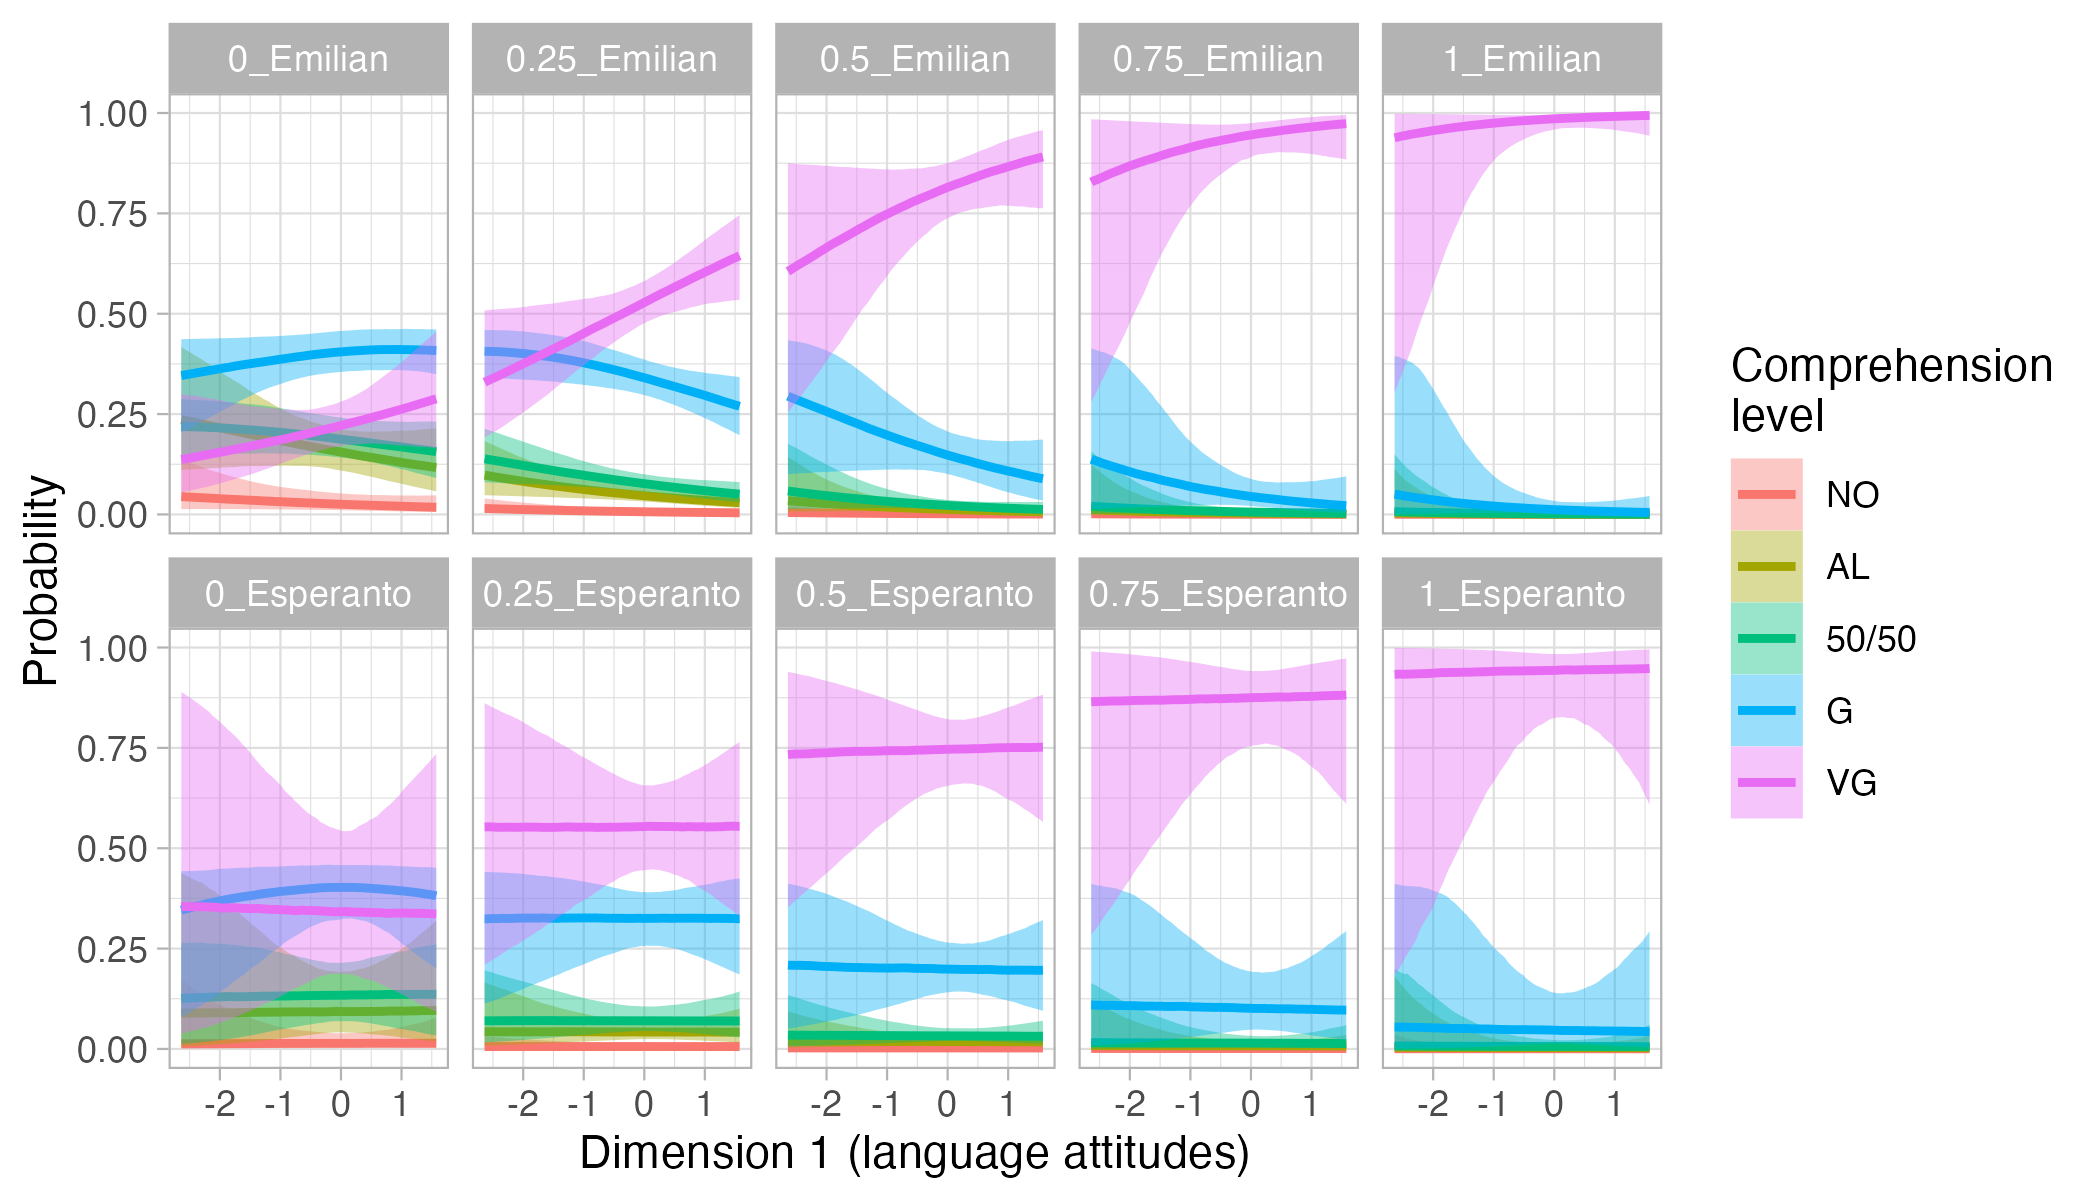 0_Emilian
0.25_Emilian
0.5_Emilian
0.75_Emilian
1_Emilian
1.00
0.75
0.50
0.25
0.00
0_Esperanto
0.25_Esperanto
0.5_Esperanto
0.75_Esperanto
1_Esperanto
1.00
0.75
0.50
0.25
0.00
Probability
-2 -1 0 1
-2 -1 0 1
-2 -1 0 1
-2 -1 0 1
-2 -1 0 1
Dimension 1 (language attitudes)
Comprehension
level
NO
AL
50/50
G
VG